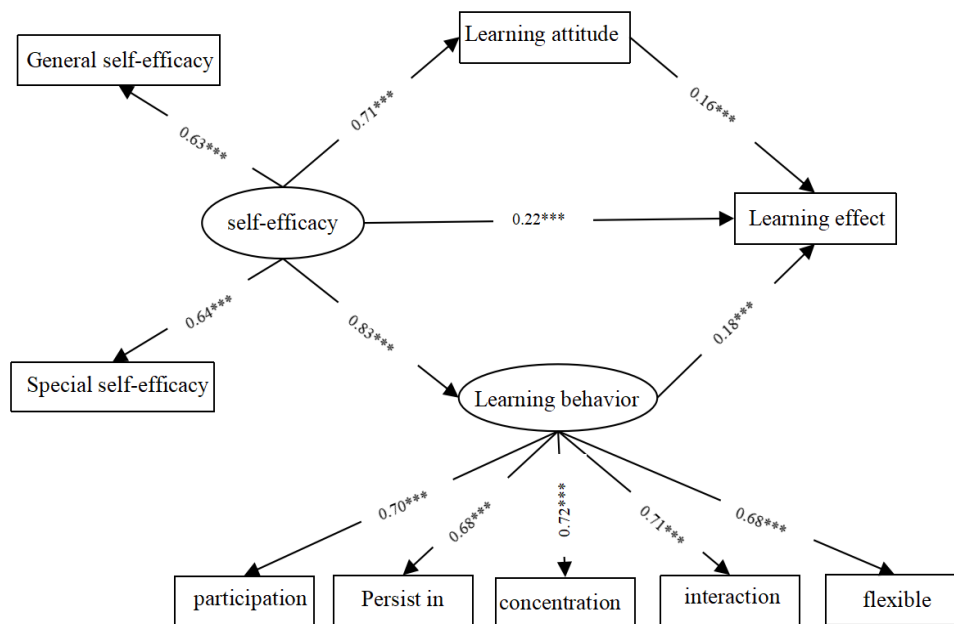 Learning attitude
General self-efficacy
0.71***
0.16***
0.63***
self-efficacy
0.22***
Learning effect
0.64***
0.83***
0.18***
Special self-efficacy
Learning behavior
0.70***
0.68***
0.72***
0.71***
0.68***
participation
Persist in
concentration
interaction
flexible